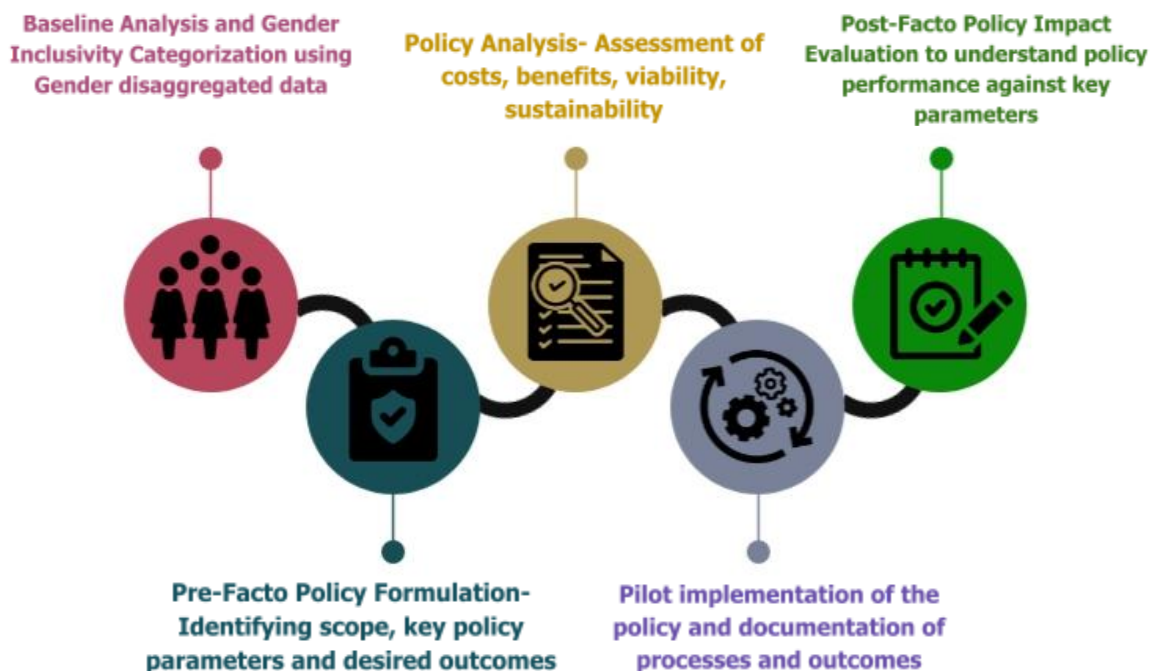 Baseline Analysis and Gender
Inclusivity Categorization using
Gender disaggregated data
Policy Analysis- Assessment of
costs, benefits, viability,
sustainability
Post-Facto Policy Impact
Evaluation to understand policy
performance against key
parameters
Pre-Facto Policy Formulation-
Identifying scope, key policy
parameters and desired outcomes
Pilot implementation of the
policy and documentation of
processes and outcomes